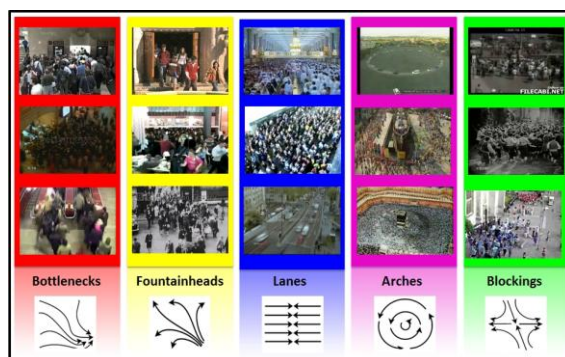 FILECABI.NET
Bottlenecks
Fountainheads
Lanes
Arches
Blockings